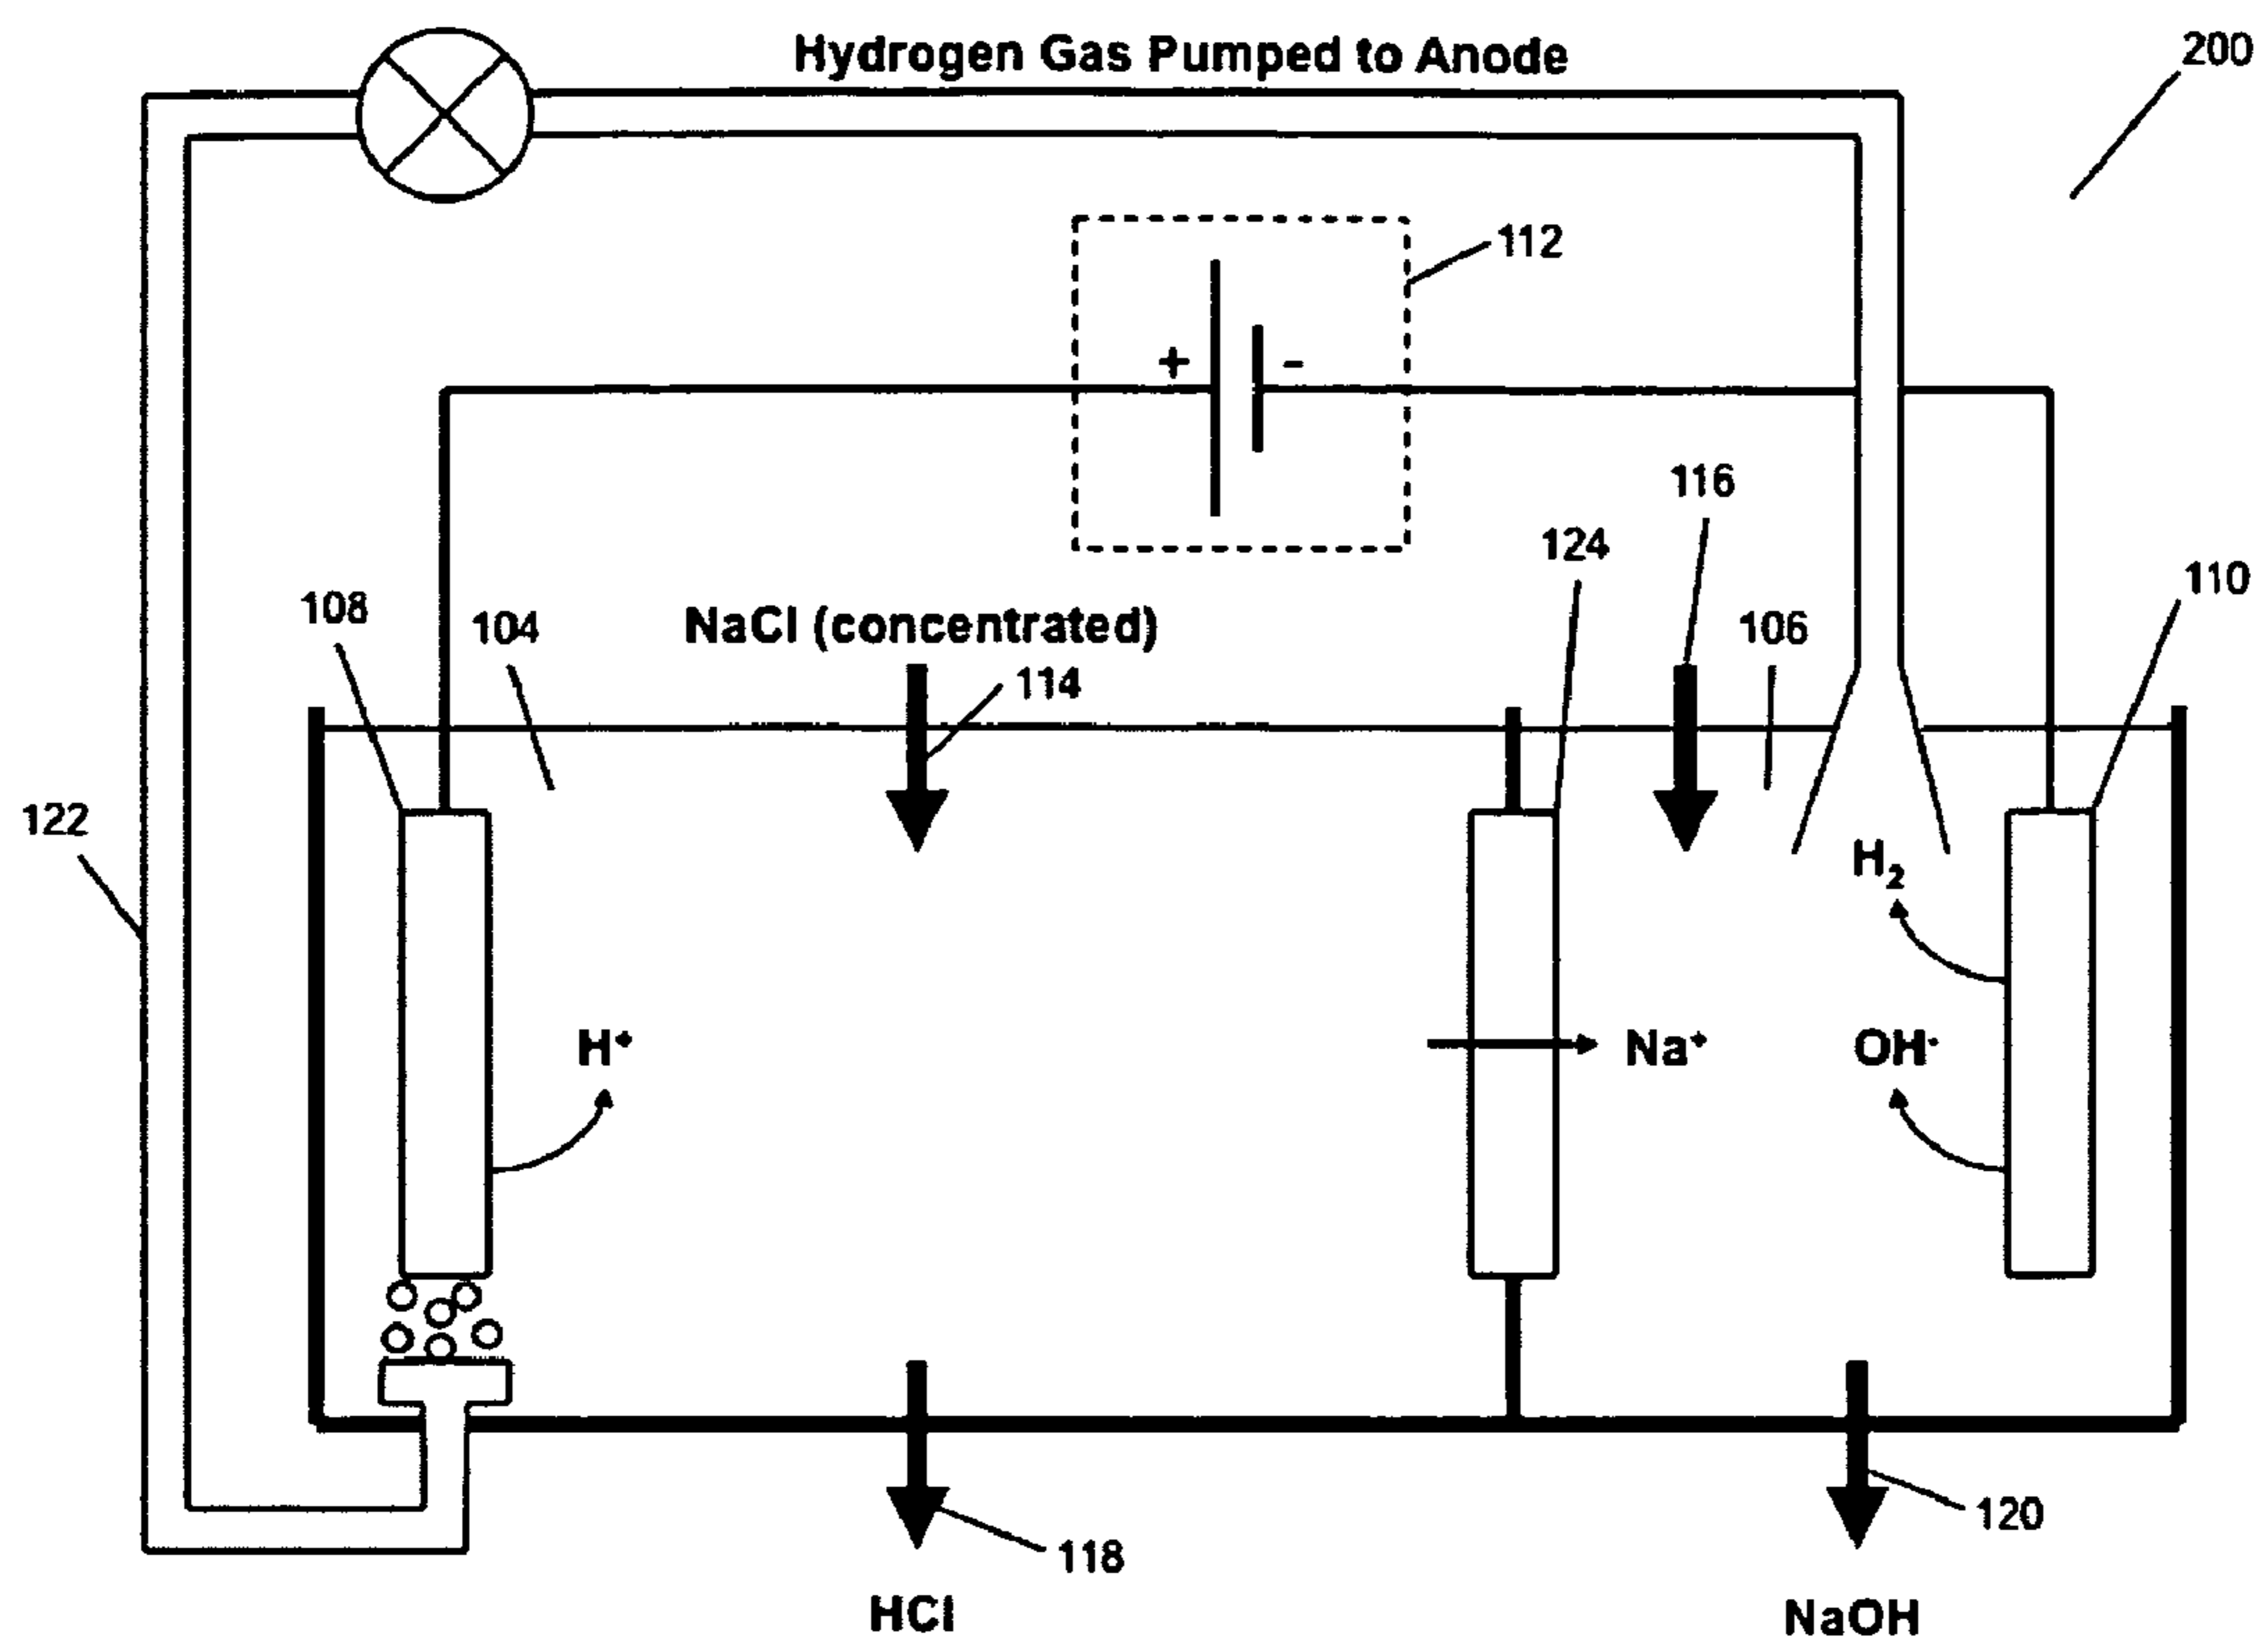 Hydrogen Gas Pumped to Anode
200
112
+ -
116
124
110
108
104
NaCl (concentrated)
106
114
122
H₂
H⁺
Na⁺
OH⁻
120
118
HCl
NaOH